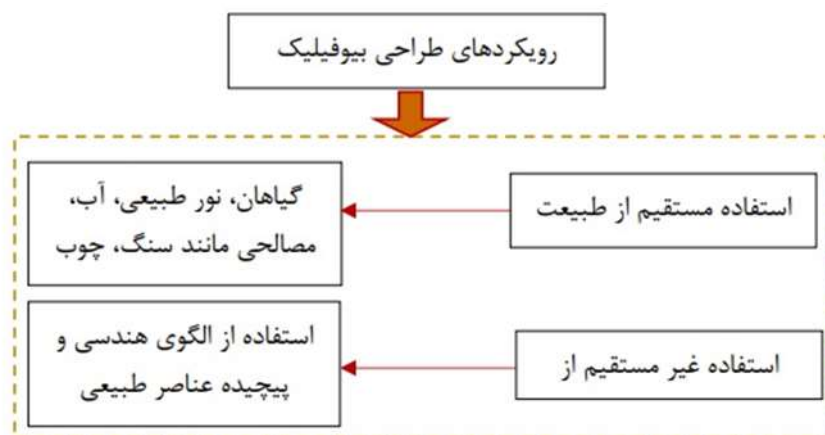 رویکردهای طراحی بیوفیلیک
استفاده مستقیم از طبیعت
گیاهان، نور طبیعی، آب،
مصالحی مانند سنگ، چوب
استفاده غیر مستقیم از
استفاده از الگوی هندسی و
پیچیده عناصر طبیعی